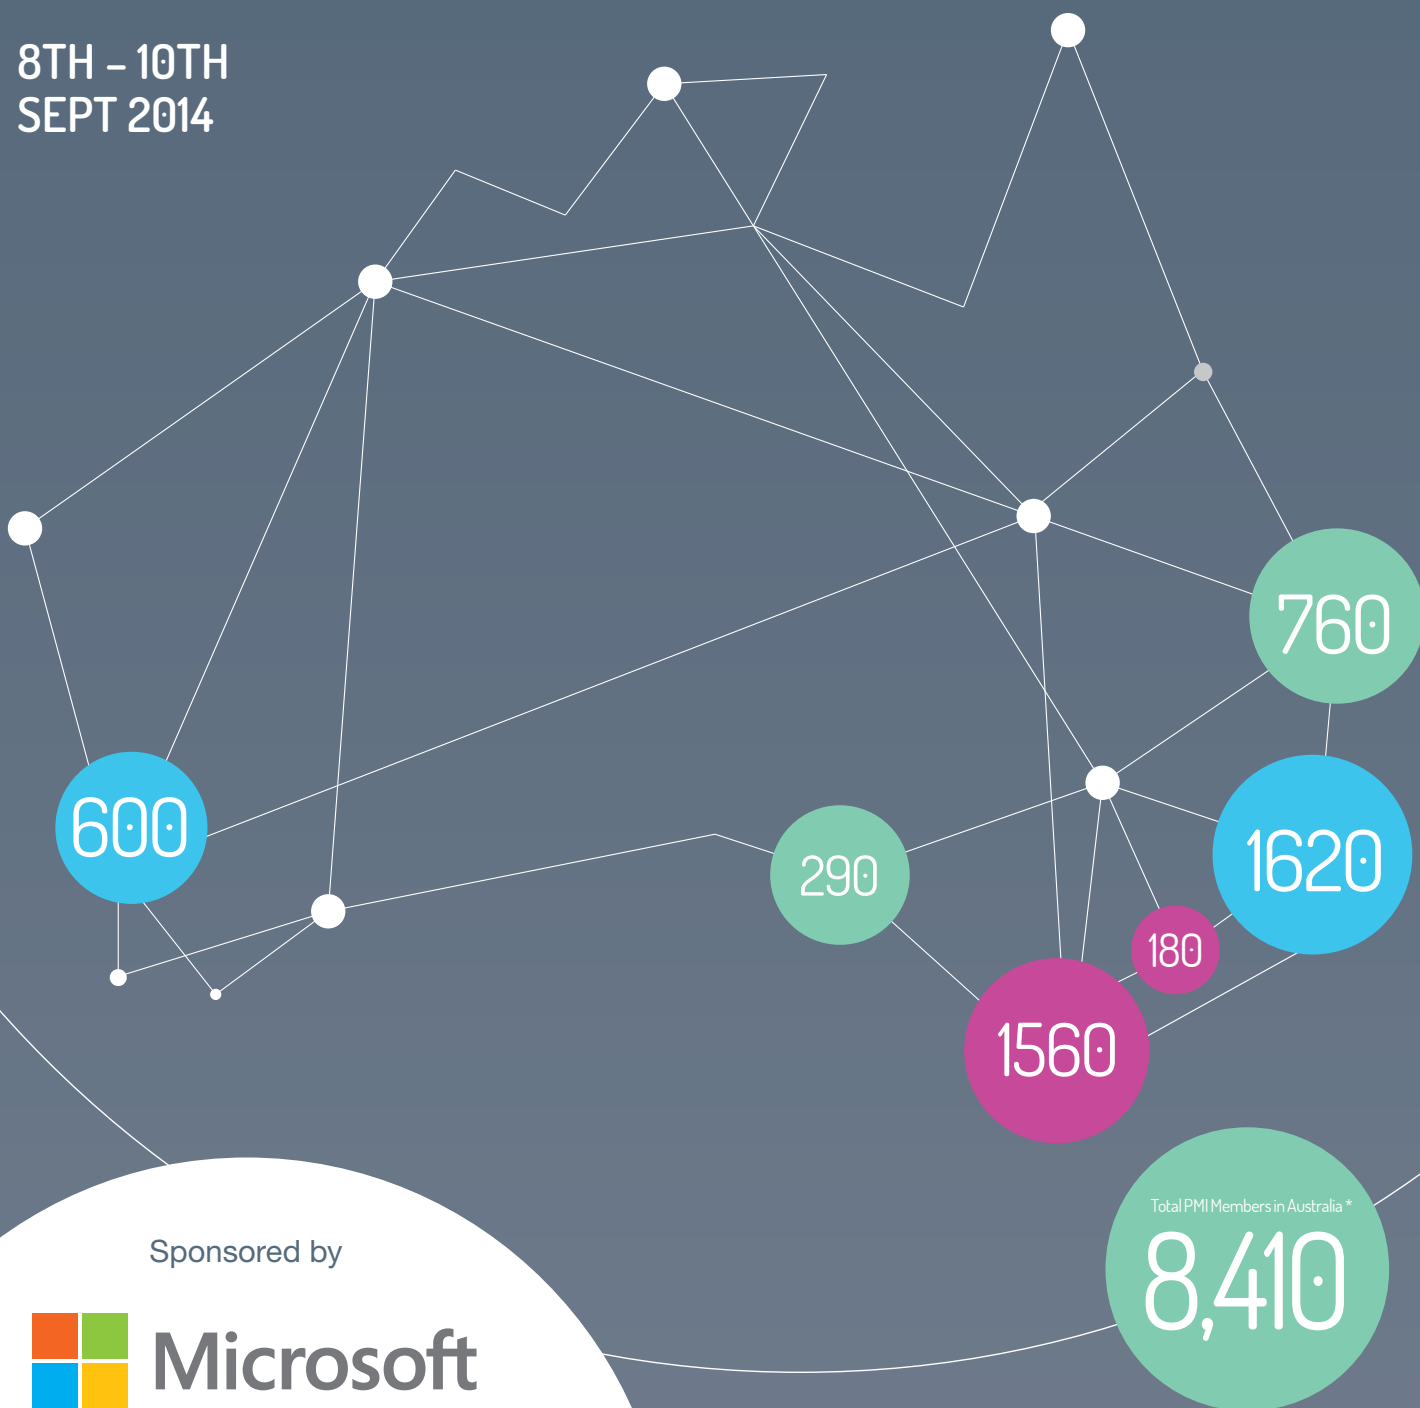 8TH – 10TH
SEPT 2014
760
600
1620
290
180
1560
Total PMI Members in Australia *
8,410
Sponsored by
Microsoft